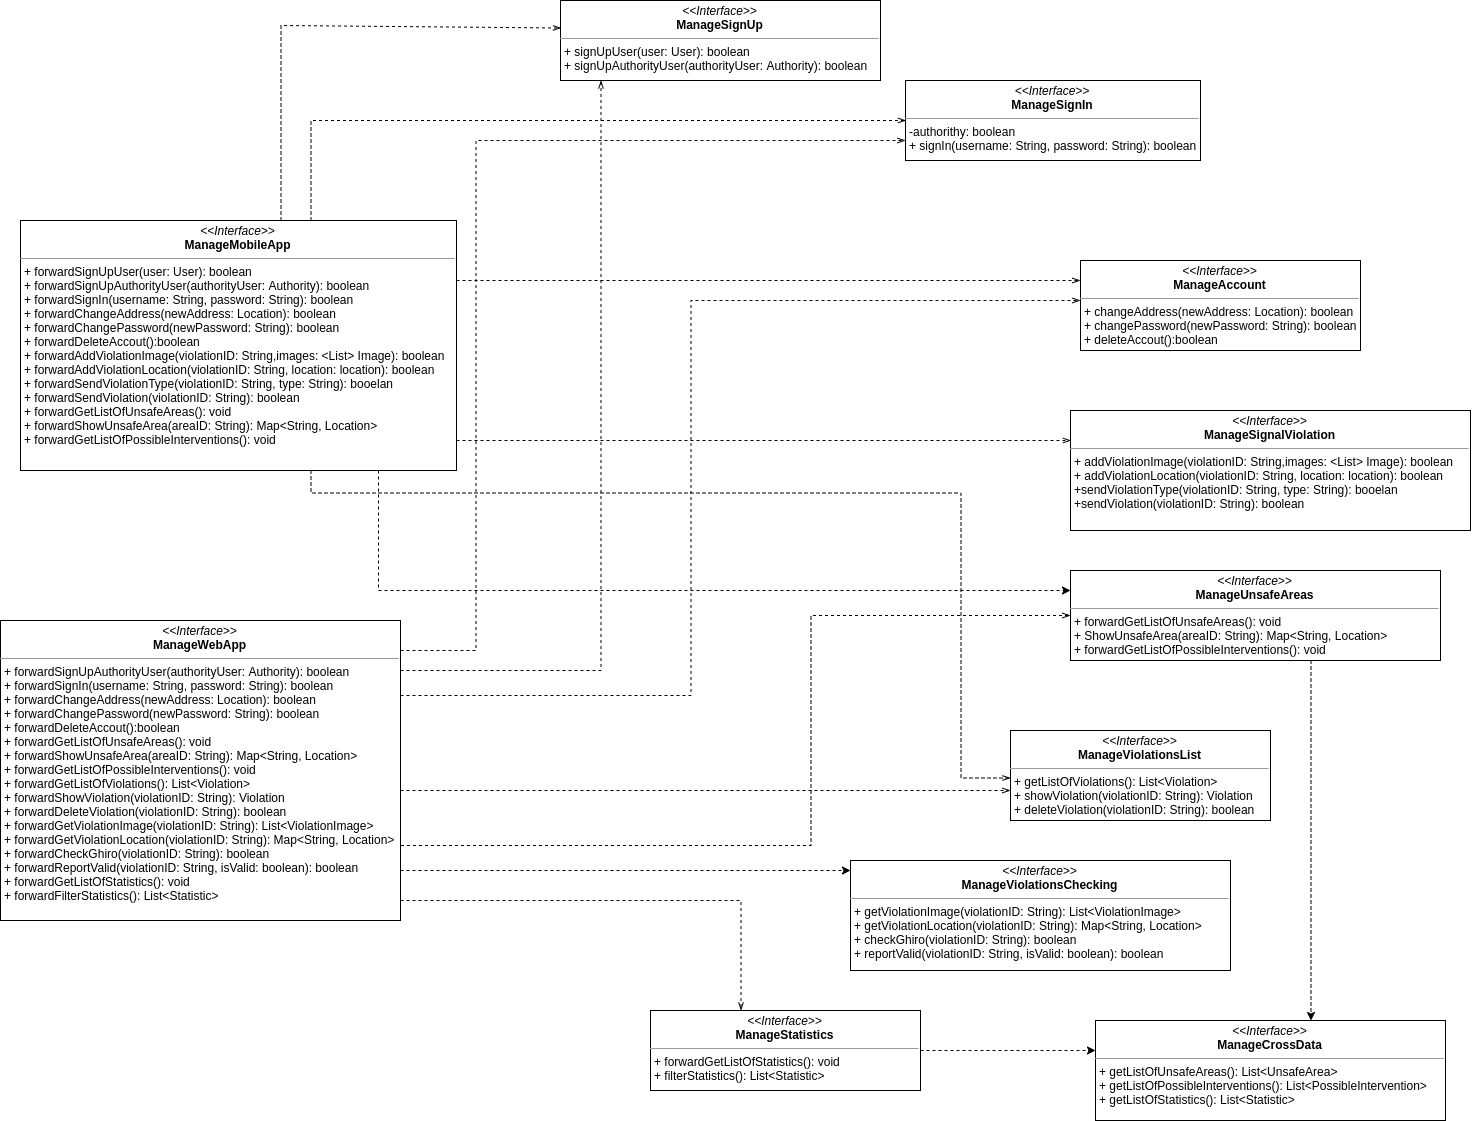 <<Interface>>
ManageSignUp
+ signUpUser(user: User): boolean
+ signUpAuthorityUser(authorityUser: Authority): boolean
<<Interface>>
ManageSignIn
-authorithy: boolean
+ signIn(username: String, password: String): boolean
<<Interface>>
ManageMobileApp
+ forwardSignUpUser(user: User): boolean
+ forwardSignUpAuthorityUser(authorityUser: Authority): boolean
+ forwardSignIn(username: String, password: String): boolean
+ forwardChangeAddress(newAddress: Location): boolean
+ forwardChangePassword(newPassword: String): boolean
+ forwardDeleteAccout():boolean
+ forwardAddViolationImage(violationID: String,images: <List> Image): boolean
+ forwardAddViolationLocation(violationID: String, location: location): boolean
+ forwardSendViolationType(violationID: String, type: String): booelan
+ forwardSendViolation(violationID: String): boolean
+ forwardGetListOfUnsafeAreas(): void
+ forwardShowUnsafeArea(areaID: String): Map<String, Location>
+ forwardGetListOfPossibleInterventions(): void
<<Interface>>
ManageAccount
+ changeAddress(newAddress: Location): boolean
+ changePassword(newPassword: String): boolean
+ deleteAccout():boolean
<<Interface>>
ManageSignalViolation
+ addViolationImage(violationID: String,images: <List> Image): boolean
+ addViolationLocation(violationID: String, location: location): boolean
+sendViolationType(violationID: String, type: String): booelan
+sendViolation(violationID: String): boolean
<<Interface>>
ManageUnsafeAreas
+ forwardGetListOfUnsafeAreas(): void
+ ShowUnsafeArea(areaID: String): Map<String, Location>
+ forwardGetListOfPossibleInterventions(): void
<<Interface>>
ManageWebApp
+ forwardSignUpAuthorityUser(authorityUser: Authority): boolean
+ forwardSignIn(username: String, password: String): boolean
+ forwardChangeAddress(newAddress: Location): boolean
+ forwardChangePassword(newPassword: String): boolean
+ forwardDeleteAccout():boolean
+ forwardGetListOfUnsafeAreas(): void
+ forwardShowUnsafeArea(areaID: String): Map<String, Location>
+ forwardGetListOfPossibleInterventions(): void
+ forwardGetListOfViolations(): List<Violation>
+ forwardShowViolation(violationID: String): Violation
+ forwardDeleteViolation(violationID: String): boolean
+ forwardGetViolationImage(violationID: String): List<ViolationImage>
+ forwardGetViolationLocation(violationID: String): Map<String, Location>
+ forwardCheckGhiro(violationID: String): boolean
+ forwardReportValid(violationID: String, isValid: boolean): boolean
+ forwardGetListOfStatistics(): void
+ forwardFilterStatistics(): List<Statistic>
<<Interface>>
ManageViolationsList
+ getListOfViolations(): List<Violation>
+ showViolation(violationID: String): Violation
+ deleteViolation(violationID: String): boolean
<<Interface>>
ManageViolationsChecking
+ getViolationImage(violationID: String): List<ViolationImage>
+ getViolationLocation(violationID: String): Map<String, Location>
+ checkGhiro(violationID: String): boolean
+ reportValid(violationID: String, isValid: boolean): boolean
<<Interface>>
ManageStatistics
+ forwardGetListOfStatistics(): void
+ filterStatistics(): List<Statistic>
<<Interface>>
ManageCrossData
+ getListOfUnsafeAreas(): List<UnsafeArea>
+ getListOfPossibleInterventions(): List<PossibleIntervention>
+ getListOfStatistics(): List<Statistic>